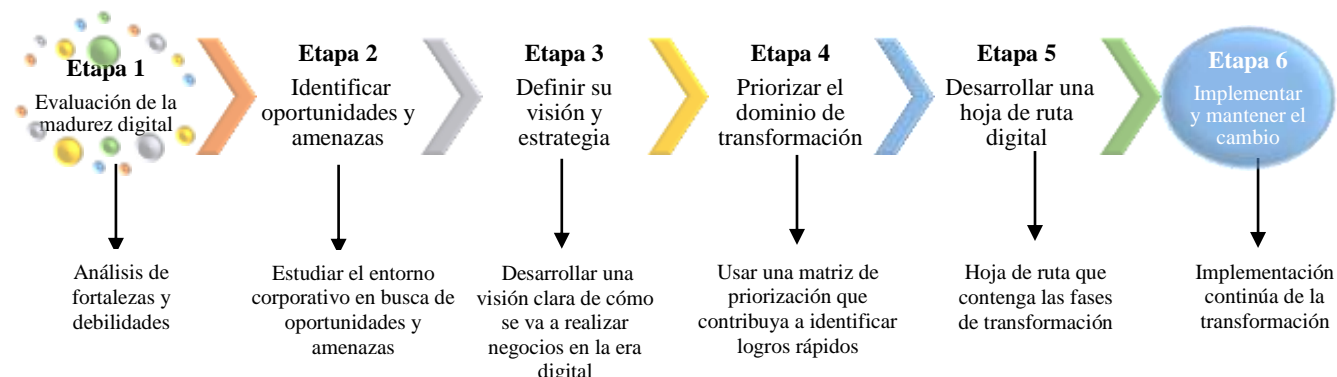 Etapa 1
Evaluación de la
madurez digital
Etapa 2
Identificar
oportunidades y
amenazas
Etapa 3
Definir su
visión y
estrategia
Etapa 4
Priorizar el
dominio de
transformación
Etapa 5
Desarrollar una
hoja de ruta
digital
Etapa 6
Implementar
y mantener el
cambio
Análisis de
fortalezas y
debilidades
Estudiar el entorno
corporativo en busca de
oportunidades y
amenazas
Desarrollar una
visión clara de cómo
se va a realizar
negocios en la era
digital
Usar una matriz de
priorización que
contribuya a identificar
logros rápidos
Hoja de ruta que
contenga las fases
de transformación
Implementación
continúa de la
transformación